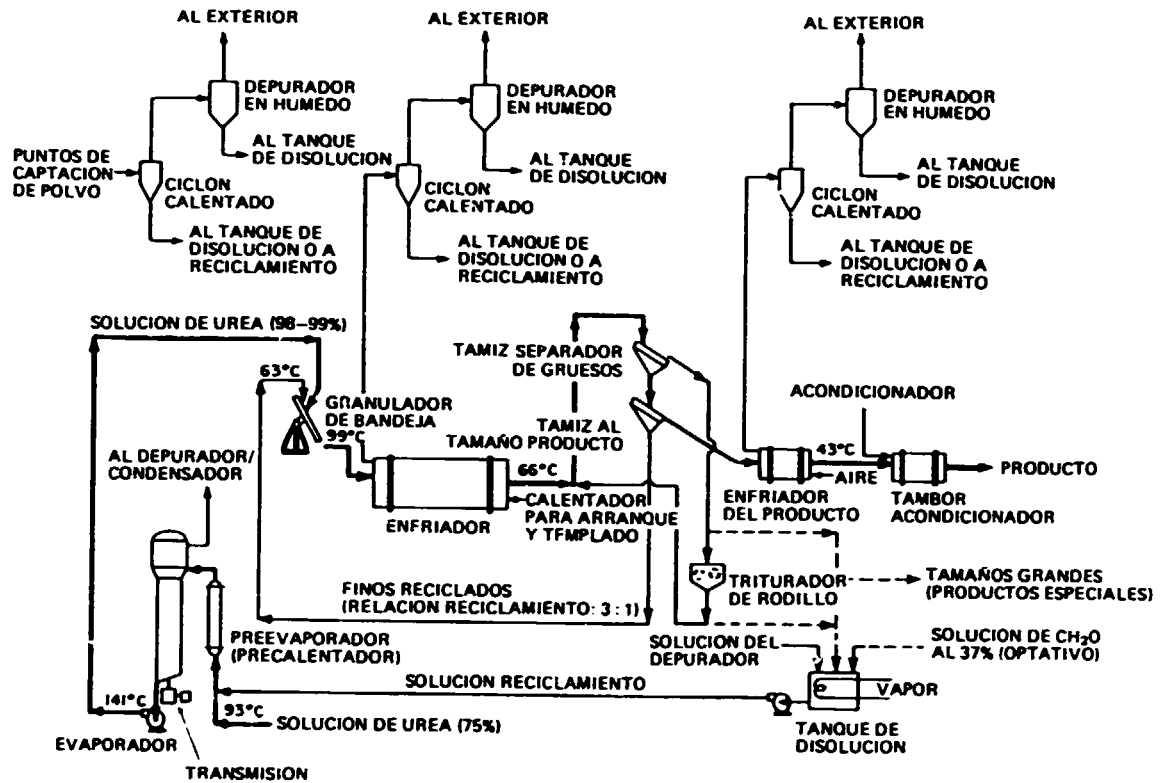 AL EXTERIOR
AL EXTERIOR
AL EXTERIOR
DEPURADOR
EN HUMEDO
DEPURADOR
EN HUMEDO
DEPURADOR
EN HUMEDO
AL TANQUE
DE DISOLUCION
AL TANQUE
DE DISOLUCION
AL TANQUE
DE DISOLUCION
PUNTOS DE
CAPTACION
DE POLVO
CICLON
CALENTADO
CICLON
CALENTADO
CICLON
CALENTADO
AL TANQUE DE
DISOLUCION O A
RECICLAMIENTO
AL TANQUE DE
DISOLUCION O A
RECICLAMIENTO
AL TANQUE DE
DISOLUCION O A
RECICLAMIENTO
SOLUCION DE UREA (98-99%)
63°C
GRANULADOR
DE BANDEJA
99°C
TAMIZ SEPARADOR
DE GRUESOS
TAMIZ AL
TAMAÑO PRODUCTO
66°C
ENFRIADOR
CALENTADOR
PARA ARRANQUE
Y TEMPLADO
ACONDICIONADOR
43°C
AIRE
PRODUCTO
ENFRIADOR
DEL PRODUCTO
TAMBOR
ACONDICIONADOR
AL DEPURADOR/
CONDENSADOR
FINOS RECICLADOS
(RELACION RECICLAMIENTO: 3 : 1)
TRITURADOR
DE RODILLO
TAMAÑOS GRANDES
(PRODUCTOS ESPECIALES)
PREEVAPORADOR
(PRECALENTADOR)
SOLUCION DEL
DEPURADOR
SOLUCION DE CH₂O
AL 37% (OPTATIVO)
SOLUCION RECICLAMIENTO
VAPOR
141°C
93°C
SOLUCION DE UREA (75%)
TANQUE DE
DISOLUCION
EVAPORADOR
TRANSMISION